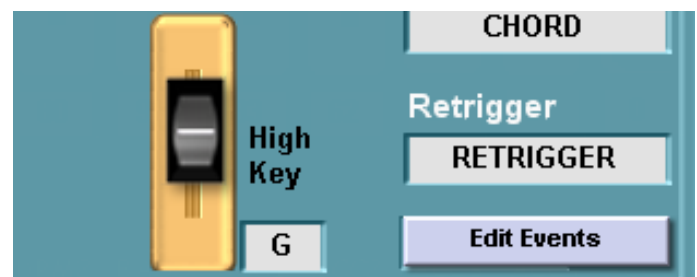 CHORD
Retrigger
High
Key
RETRIGGER
G
Edit Events